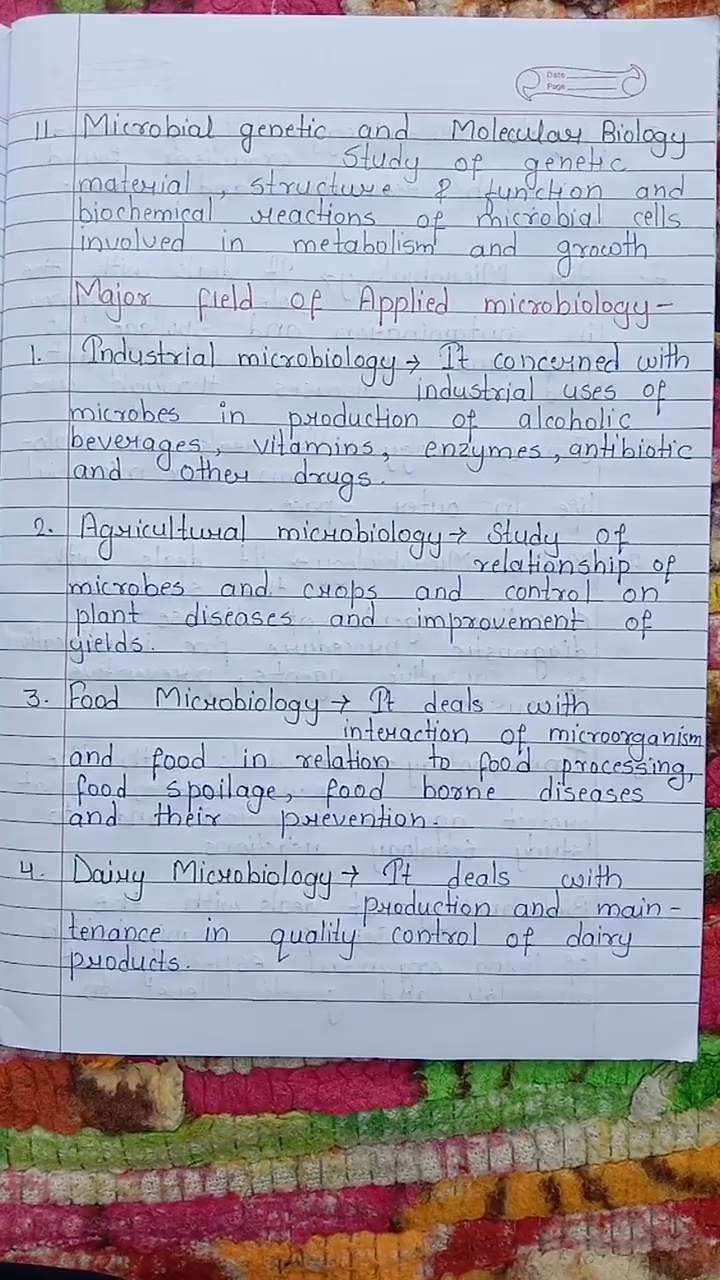 Date
Page
11. Microbial genetic and Molecular Biology
Study of genetic
material, structure & function and
biochemical reactions of microbial cells
involved in metabolism and growth
Major field of Applied microbiology-
1. Industrial microbiology → It concerned with
industrial uses of
microbes in production of alcoholic
beverages, vitamins, enzymes, antibiotic
and other drugs.
2. Agricultural microbiology → Study of
relationship of
microbes and crops and control on
plant diseases and improvement of
yields.
3. Food Microbiology → It deals with
interaction of microorganism
and food in relation to food processing,
food spoilage, food borne diseases
and their prevention.
4. Dairy Microbiology → It deals with
production and main-
tenance in quality control of dairy
products.